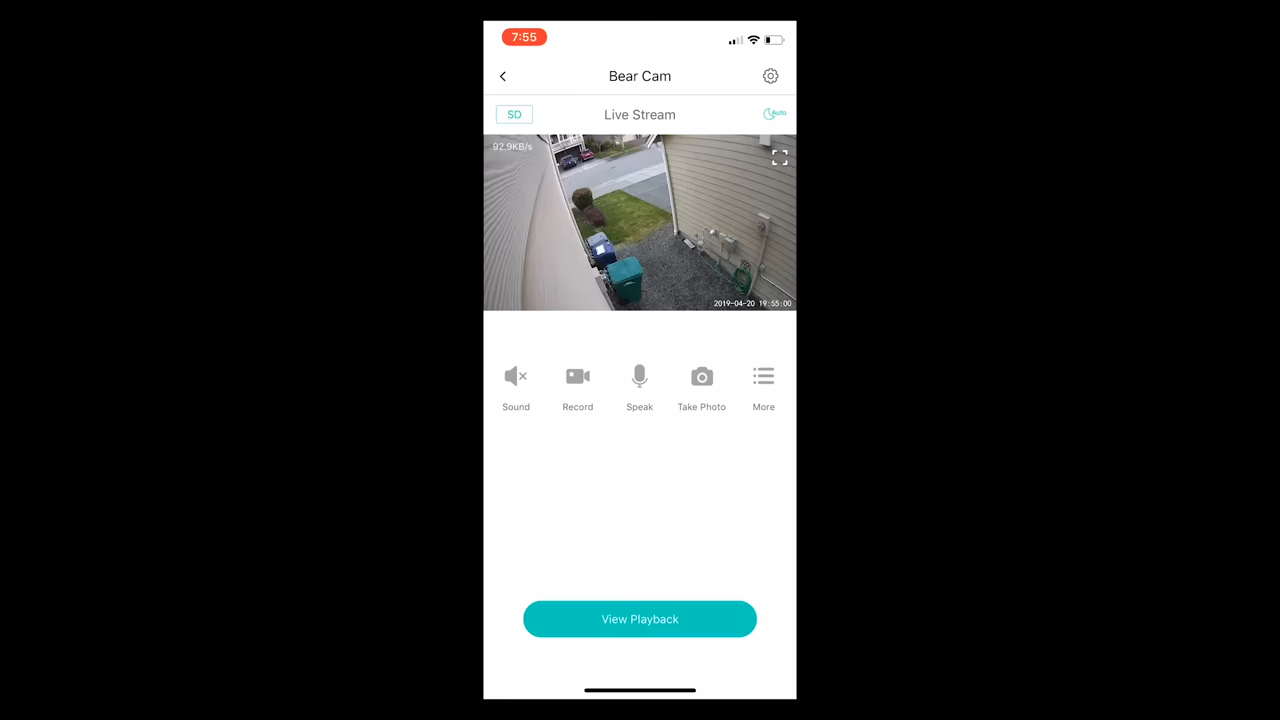 7:55
Bear Cam
SD
Live Stream
Auto
92.9KB/s
2019-04-20 19:55:00
Sound
Record
Speak
Take Photo
More
View Playback